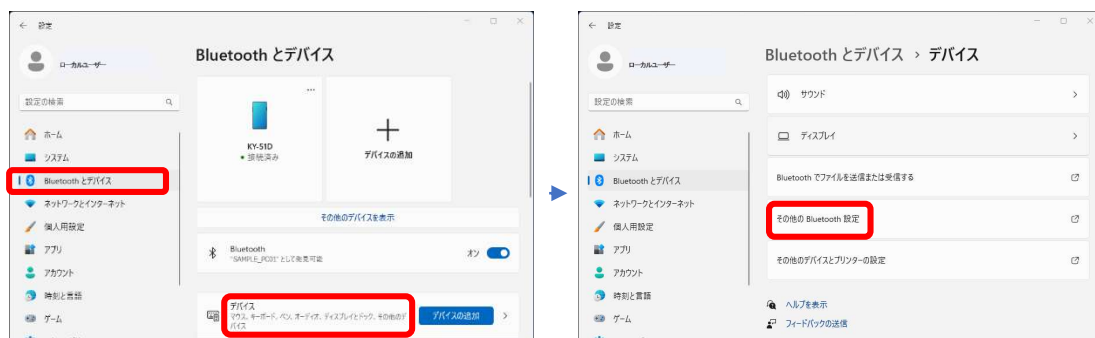 ← 設定
ローカルユーザー
設定の検索
ホーム
システム
Bluetooth とデバイス
ネットワークとインターネット
個人用設定
アプリ
アカウント
時刻と言語
ゲーム
Bluetooth とデバイス
KY-51D
• 接続済み
デバイスの追加
その他のデバイスを表示
Bluetooth
"SAMPLE_PC01" として発見可能
オン
デバイス
マウス、キーボード、ペン、オーディオ、ディスプレイとドック、その他のデ
バイス
デバイスの追加
← 設定
ローカルユーザー
設定の検索
ホーム
システム
Bluetooth とデバイス
ネットワークとインターネット
個人用設定
アプリ
アカウント
時刻と言語
ゲーム
Bluetooth とデバイス › デバイス
サウンド
ディスプレイ
Bluetooth でファイルを送信または受信する
その他の Bluetooth 設定
その他のデバイスとプリンターの設定
ヘルプを表示
フィードバックの送信